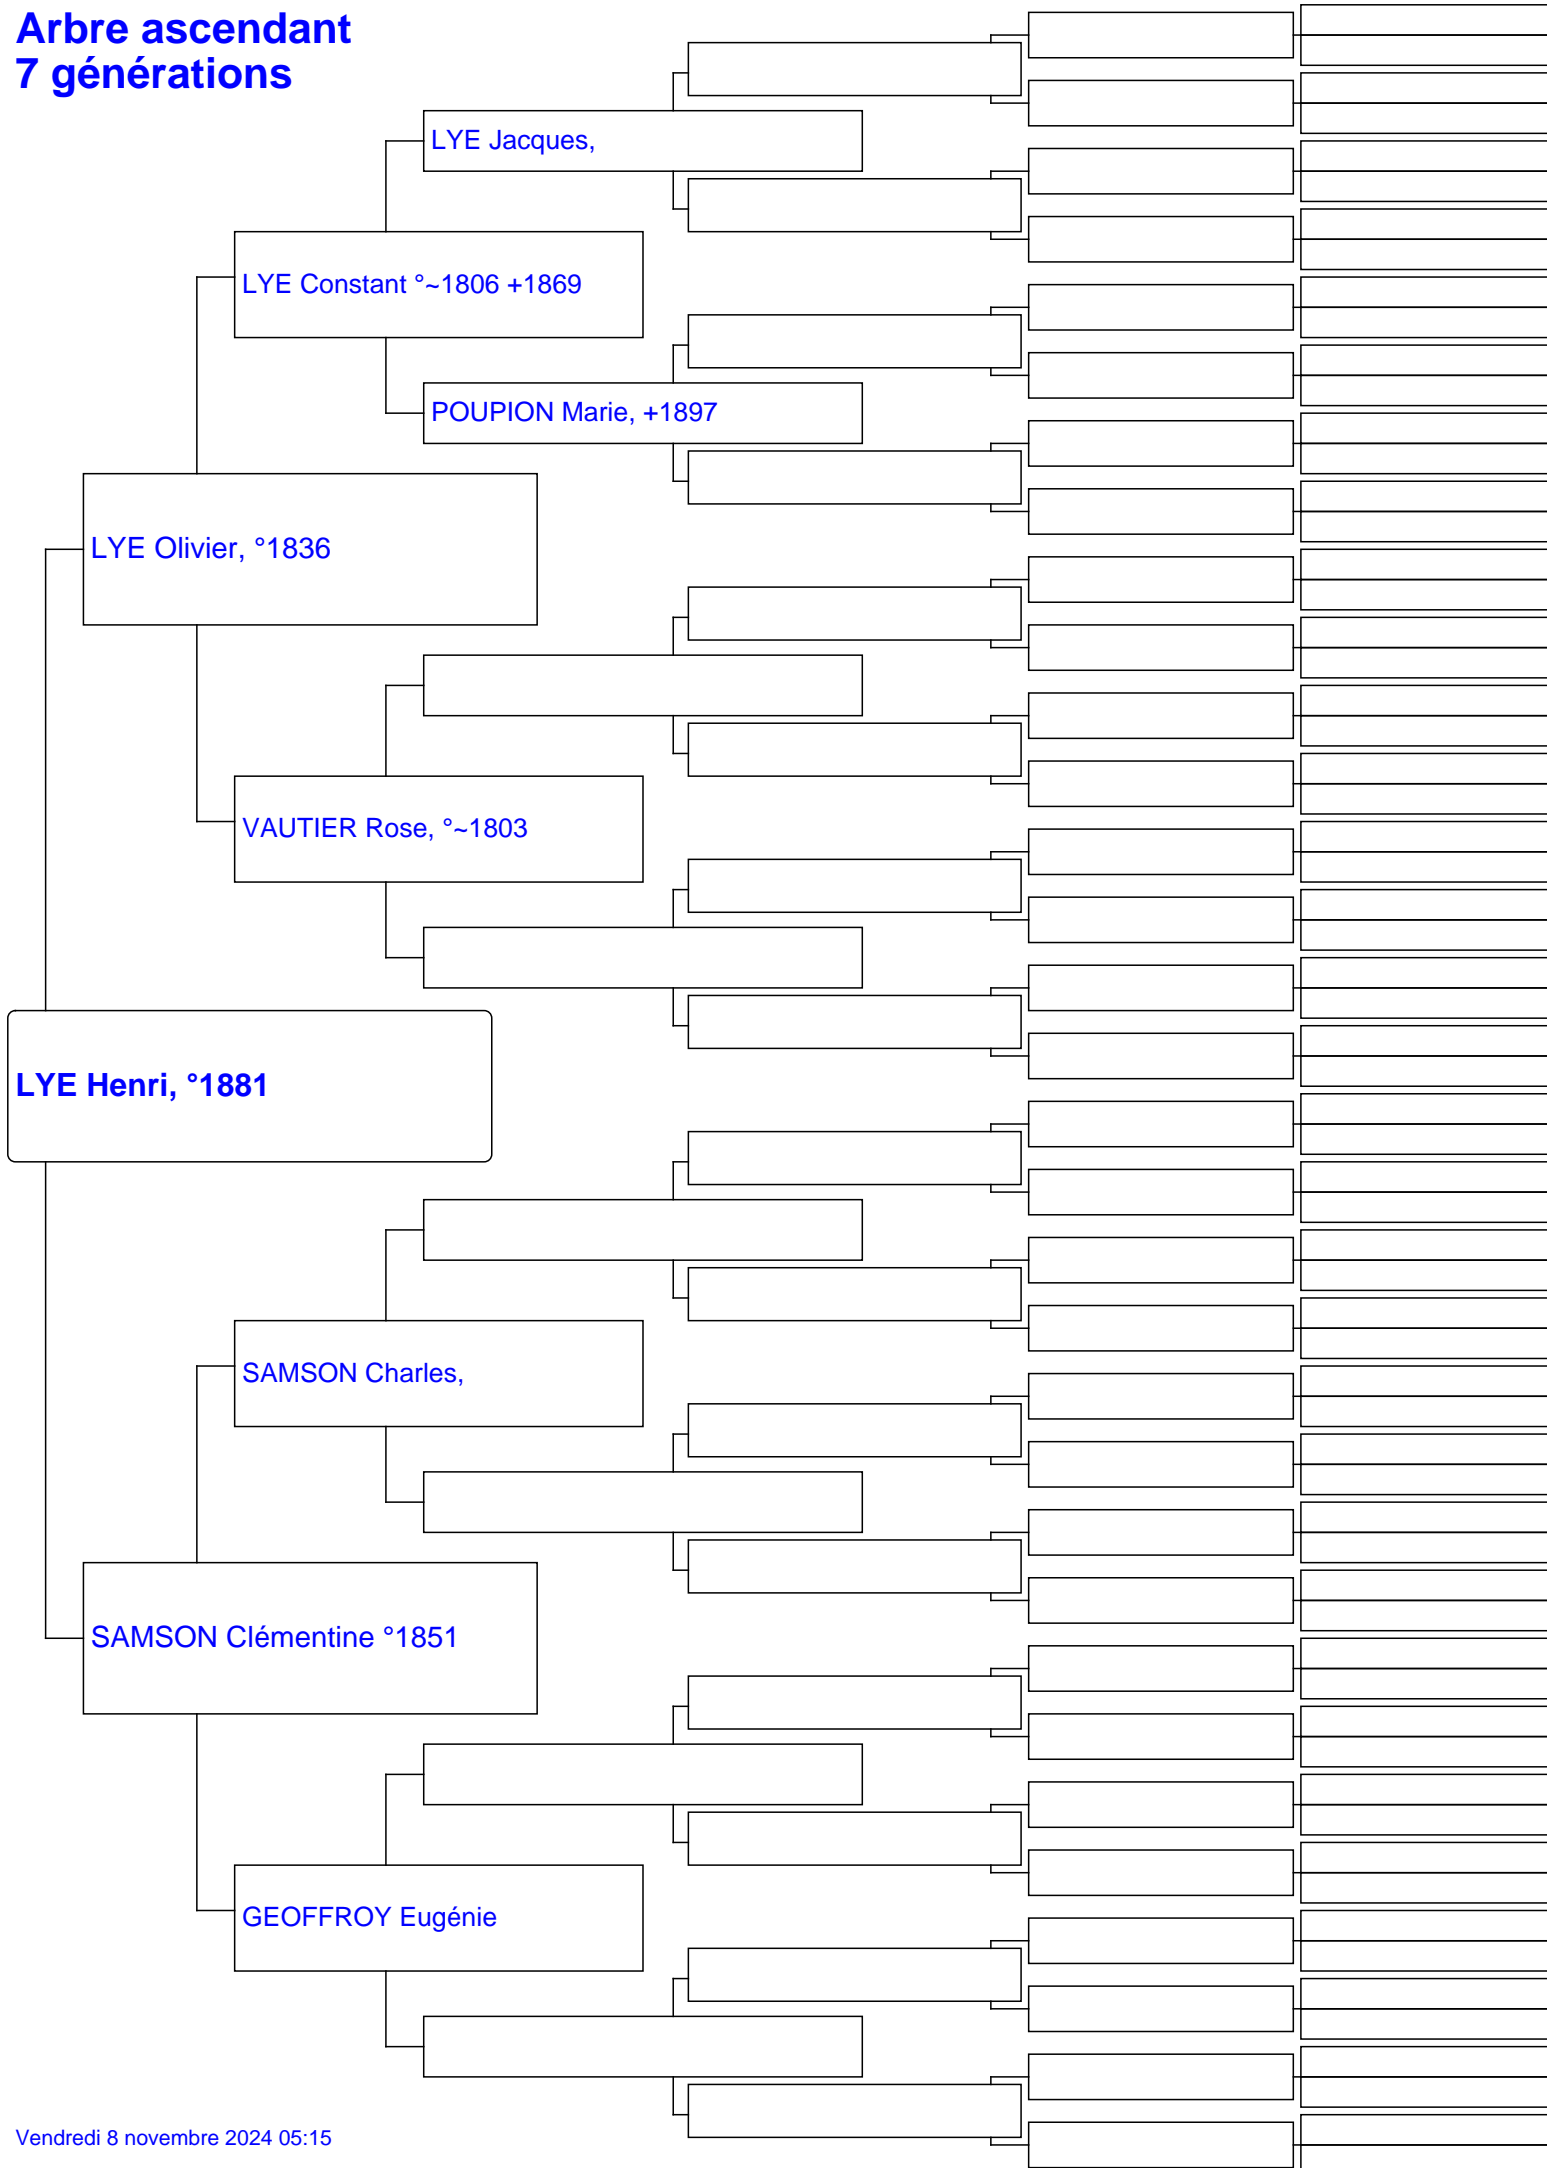 Arbre ascendant
7 générations
LYE Jacques,
LYE Constant °~1806 +1869
POUPION Marie, +1897
LYE Olivier, °1836
VAUTIER Rose, °~1803
LYE Henri, °1881
SAMSON Charles,
SAMSON Clémentine °1851
GEOFFROY Eugénie
Vendredi 8 novembre 2024 05:15